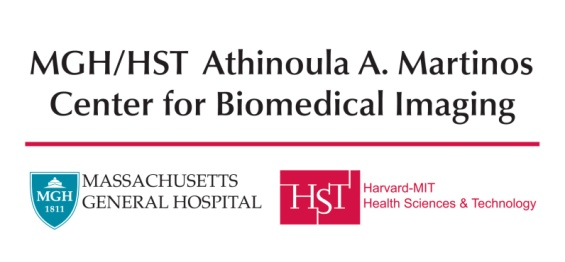 MGH/HST Athinoula A. Martinos
Center for Biomedical Imaging
MGH
1811
MASSACHUSETTS
GENERAL HOSPITAL
HST
Harvard-MIT
Health Sciences & Technology